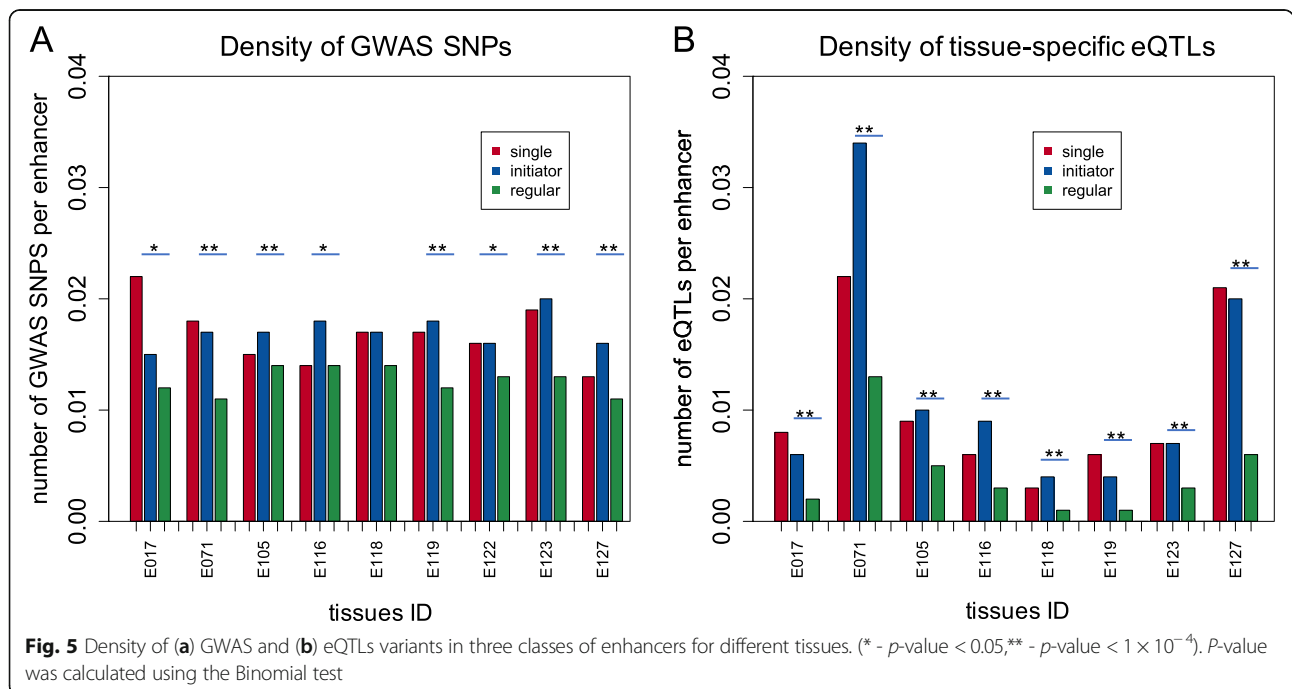 A
Density of GWAS SNPs
number of GWAS SNPS per enhancer
0.04
0.03
0.02
0.01
0.00
single
initiator
regular
* ** ** * ** * ** **
E017 E071 E105 E116 E118 E119 E122 E123 E127
tissues ID
B
Density of tissue-specific eQTLs
number of eQTLs per enhancer
0.04
0.03
0.02
0.01
0.00
single
initiator
regular
** ** ** ** ** ** ** **
E017 E071 E105 E116 E118 E119 E123 E127
tissues ID
Fig. 5 Density of (a) GWAS and (b) eQTLs variants in three classes of enhancers for different tissues. (* - p-value < 0.05,** - p-value < 1 × 10⁻⁴). P-value
was calculated using the Binomial test